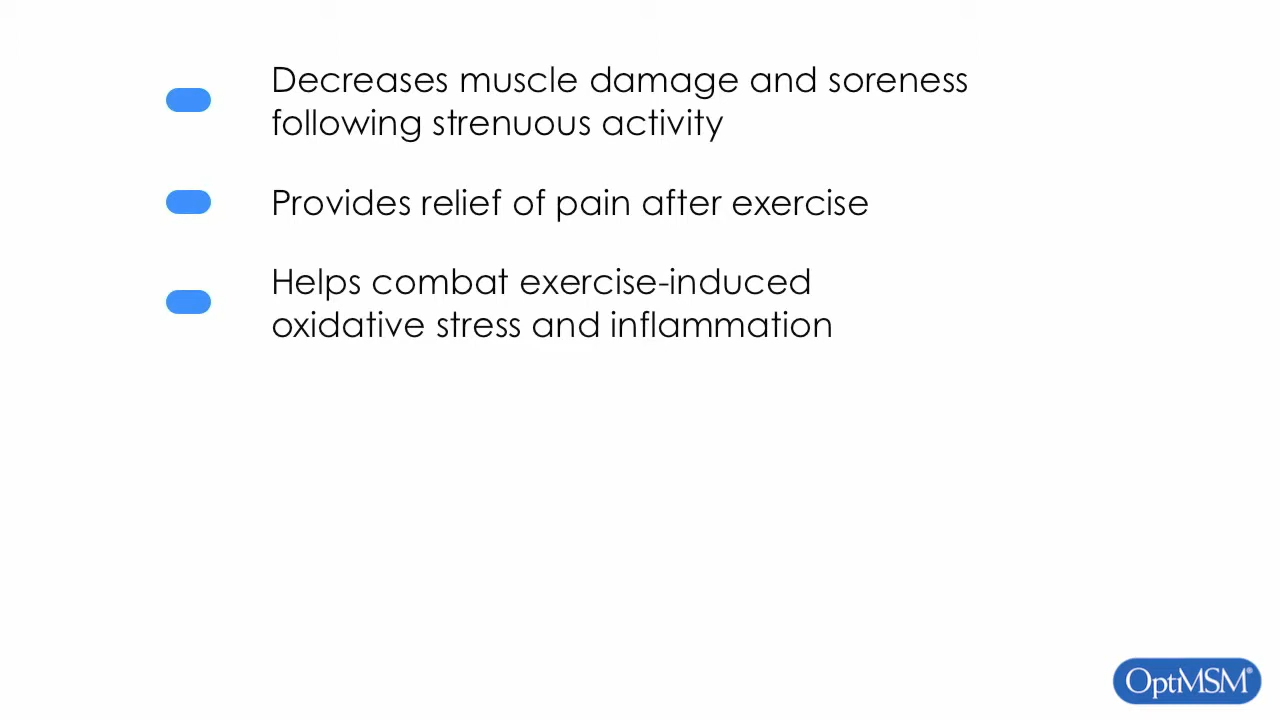 Decreases muscle damage and soreness
following strenuous activity
Provides relief of pain after exercise
Helps combat exercise-induced
oxidative stress and inflammation
OptiMSM®